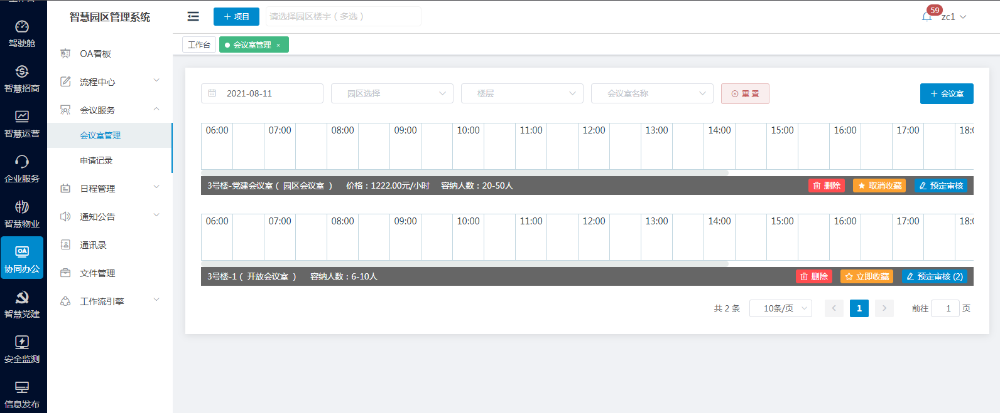 智慧园区管理系统
+ 项目
请选择园区楼宇（多选）
59
zc1
工作台
会议室管理 ×
驾驶舱
智慧招商
智慧运营
企业服务
智慧物业
OA
协同办公
智慧党建
安全监测
信息发布
OA看板
流程中心
会议服务
会议室管理
申请记录
日程管理
通知公告
通讯录
文件管理
工作流引擎
2021-08-11
园区选择
楼层
会议室名称
重 置
+ 会议室
06:00 07:00 08:00 09:00 10:00 11:00 12:00 13:00 14:00 15:00 16:00 17:00 18:0
3号楼-党建会议室（ 园区会议室 ） 价格：1222.00元/小时 容纳人数：20-50人
删除 取消收藏 预定审核
06:00 07:00 08:00 09:00 10:00 11:00 12:00 13:00 14:00 15:00 16:00 17:00 18:0
3号楼-1（ 开放会议室 ） 容纳人数：6-10人
删除 立即收藏 预定审核 (2)
共 2 条 10条/页 < 1 > 前往 1 页